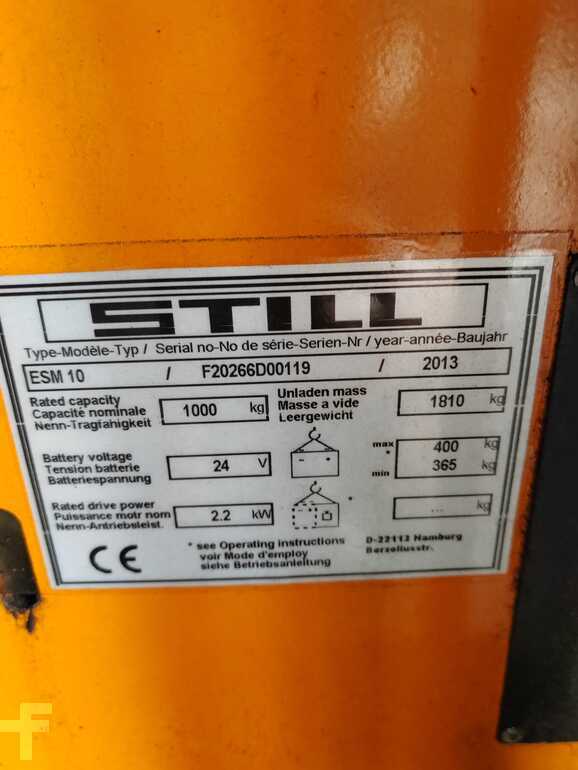 STILL
Type-Modèle-Typ / Serial no-No de série-Serien-Nr / year-année-Baujahr
ESM 10 / F20266D00119 / 2013
Rated capacity
Capacité nominale
Nenn-Tragfahigkeit
1000 kg
Unladen mass
Masse a vide
Leergewicht
1810 kg
Battery voltage
Tension batterie
Batteriespannung
24 V
max * 400 kg
min 365 kg
Rated drive power
Puissance motr nom
Nenn-Antriebsleist.
2.2 kW
*
... kg
CE
* see Operating instructions
voir Mode d'employ
siehe Betriebsanleitung
D-22113 Hamburg
Berzeliusstr.
F